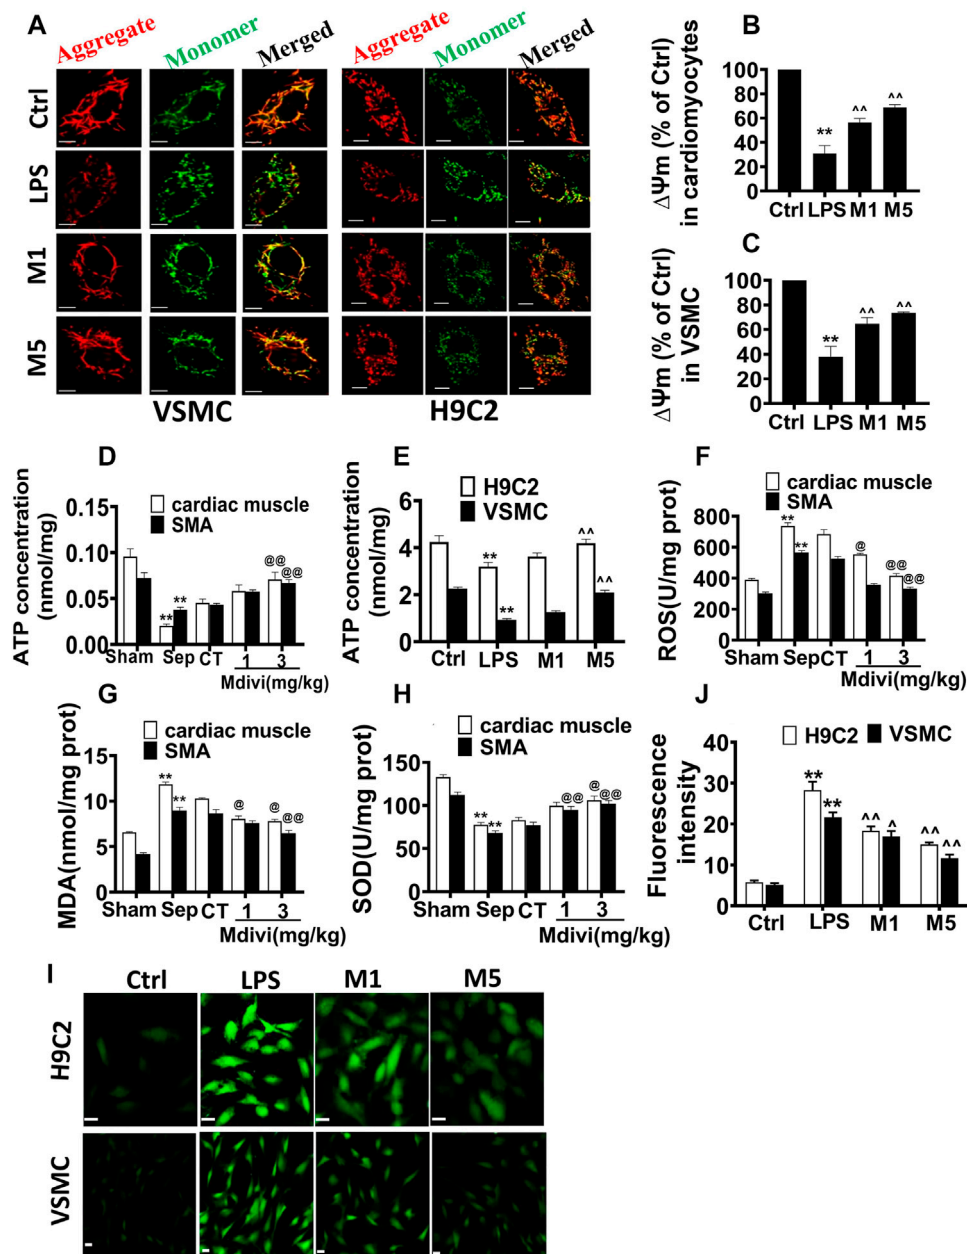 A
Aggregate Monomer Merged Aggregate Monomer Merged
Ctrl
LPS
M1
M5
VSMC H9C2
B
ΔΨm (% of Ctrl)
in cardiomyocytes
100
80
60
40
20
0
**
^^
^^
Ctrl LPS M1 M5
C
ΔΨm (% of Ctrl)
in VSMC
100
80
60
40
20
0
**
^^
^^
Ctrl LPS M1 M5
D
ATP concentration
(nmol/mg)
cardiac muscle
SMA
0.15
0.10
0.05
0.00
**
**
@@
@@
Sham Sep CT 1 3
Mdivi(mg/kg)
E
ATP concentration
(nmol/mg)
H9C2
VSMC
6
4
2
0
**
**
^^
^^
Ctrl LPS M1 M5
F
ROS(U/mg prot)
cardiac muscle
SMA
800
600
400
200
0
**
**
@
@@
@@
Sham Sep CT 1 3
Mdivi(mg/kg)
G
MDA(nmol/mg prot)
cardiac muscle
SMA
15
10
5
0
**
**
@
@
@@
Sham Sep CT 1 3
Mdivi(mg/kg)
H
SOD(U/mg prot)
cardiac muscle
SMA
150
100
50
0
**
**
@@
@
@@
Sham Sep CT 1 3
Mdivi(mg/kg)
J
Fluorescence
intensity
H9C2 VSMC
40
30
20
10
0
**
**
^^
^
^^
^^
Ctrl LPS M1 M5
I
Ctrl LPS M1 M5
H9C2
VSMC